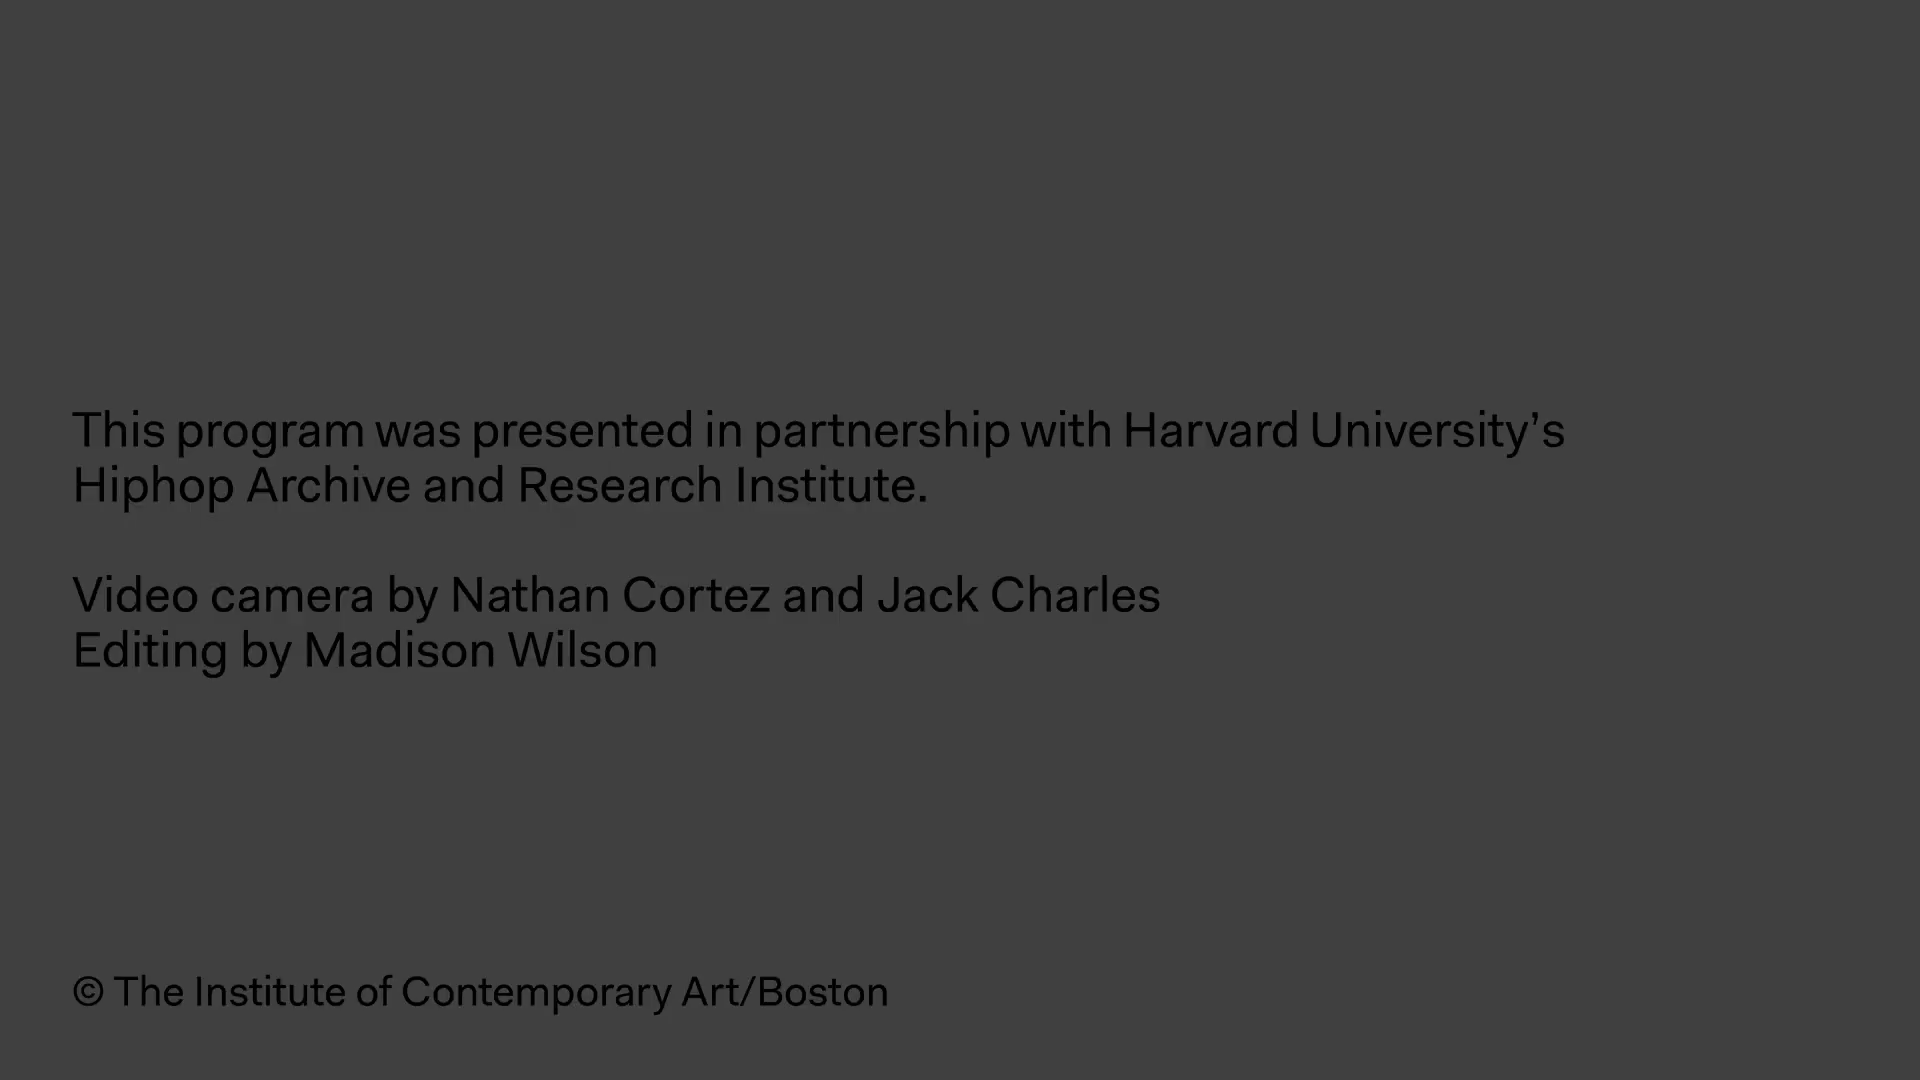 This program was presented in partnership with Harvard University’s
Hiphop Archive and Research Institute.
Video camera by Nathan Cortez and Jack Charles
Editing by Madison Wilson
© The Institute of Contemporary Art/Boston